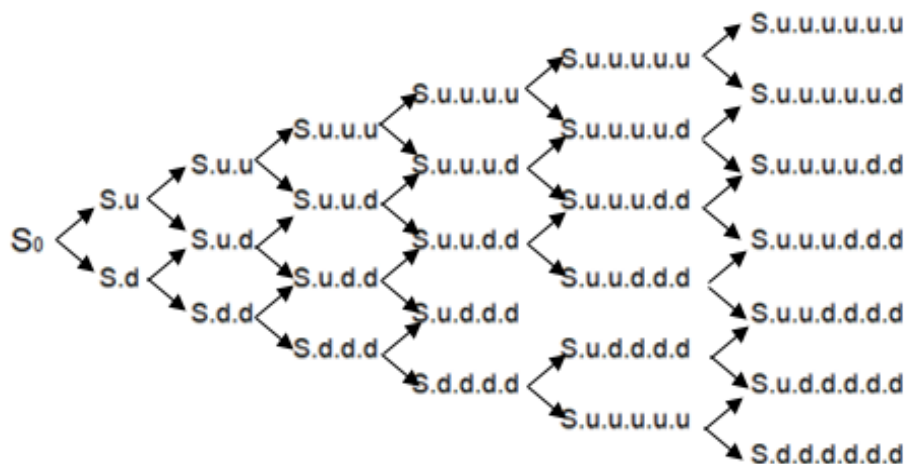 S₀
S.u
S.d
S.u.u
S.u.d
S.d.d
S.u.u.u
S.u.u.d
S.u.d.d
S.d.d.d
S.u.u.u.u
S.u.u.u.d
S.u.u.d.d
S.u.d.d.d
S.d.d.d.d
S.u.u.u.u.u
S.u.u.u.u.d
S.u.u.u.d.d
S.u.u.d.d.d
S.u.d.d.d.d
S.u.u.u.u.u
S.u.u.u.u.u.u
S.u.u.u.u.u.d
S.u.u.u.u.d.d
S.u.u.u.d.d.d
S.u.u.d.d.d.d
S.u.d.d.d.d.d
S.d.d.d.d.d.d